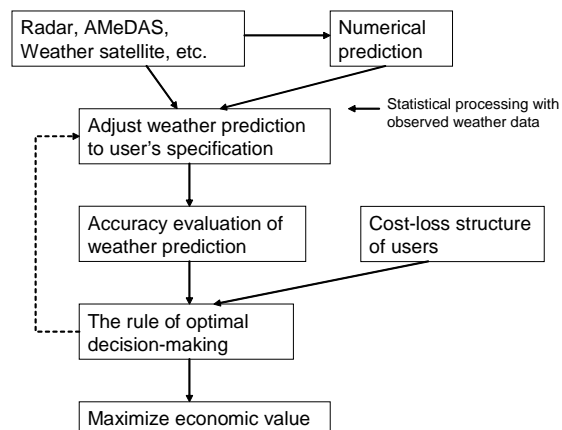 Radar, AMeDAS,
Weather satellite, etc.
Numerical
prediction
Statistical processing with
observed weather data
Adjust weather prediction
to user's specification
Accuracy evaluation of
weather prediction
Cost-loss structure
of users
The rule of optimal
decision-making
Maximize economic value